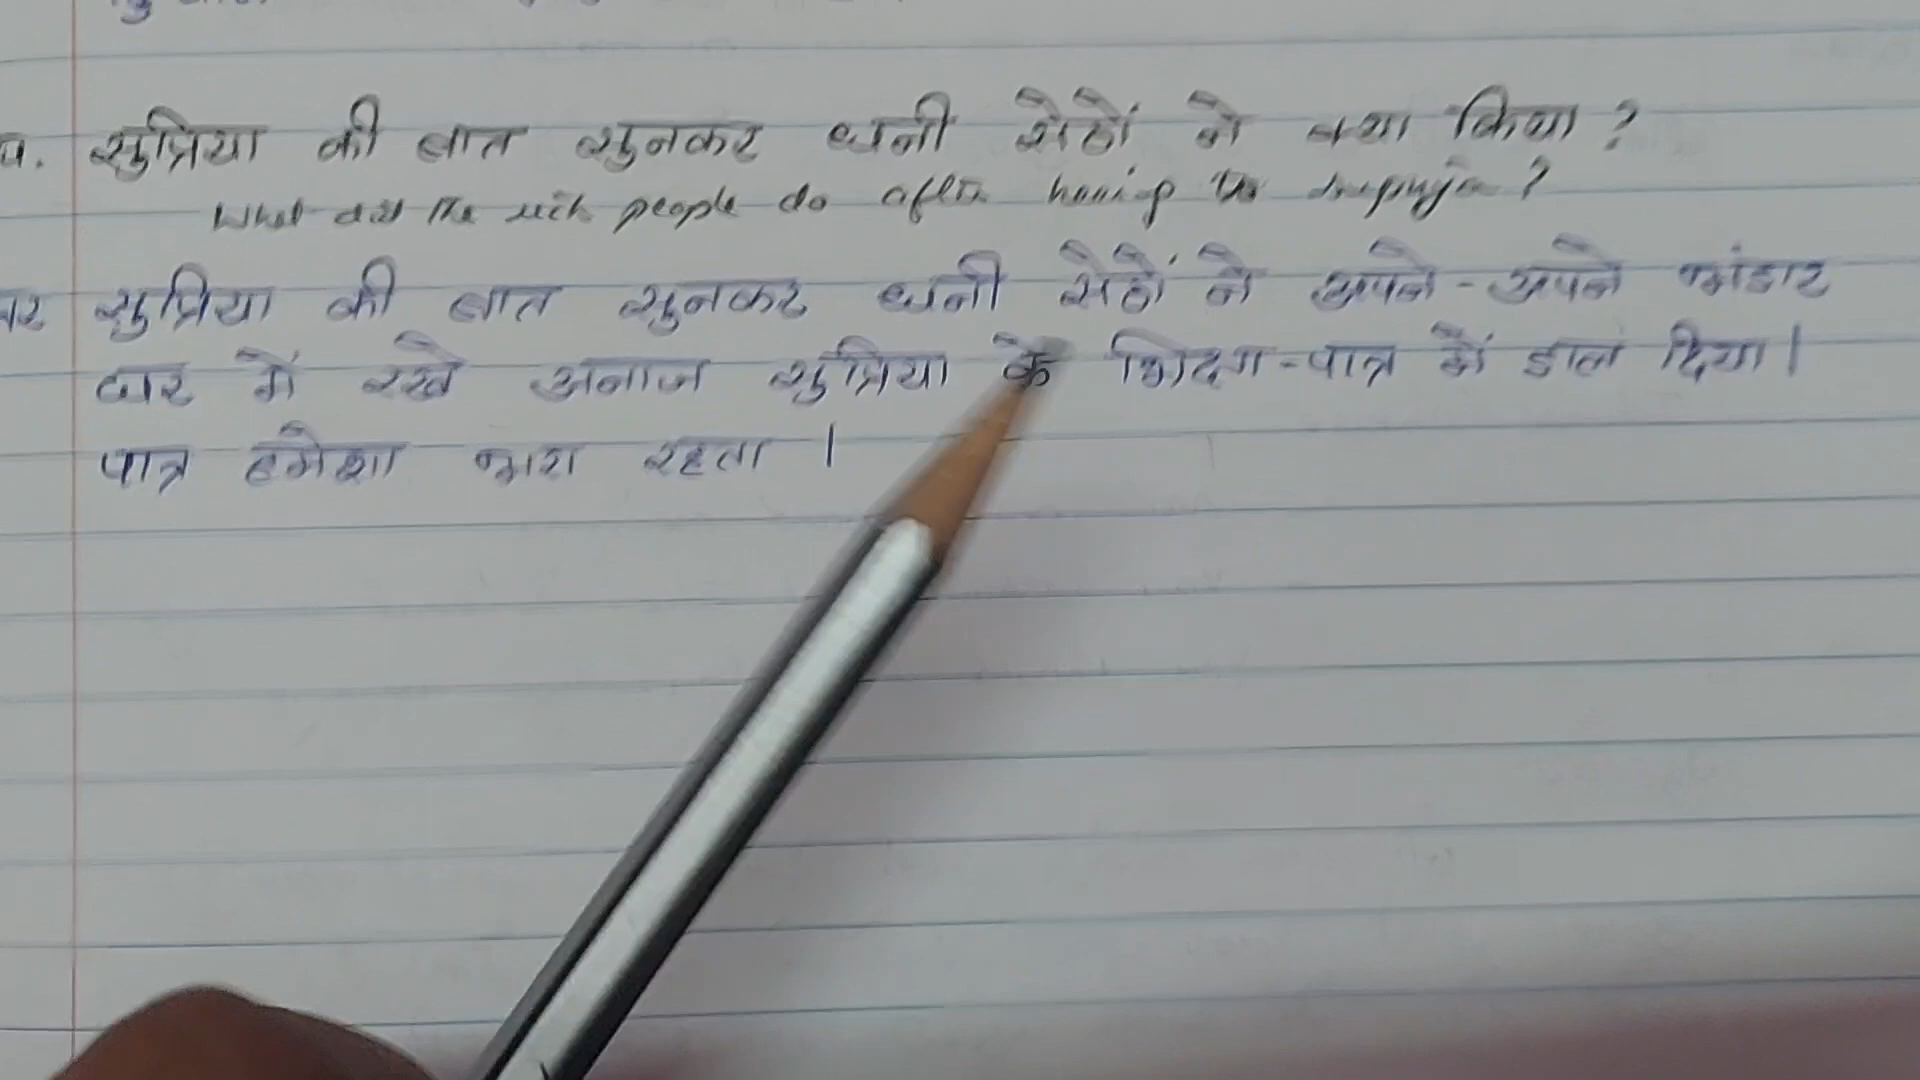 सुप्रिया की बात सुनकर धनी सेठों ने क्या किया ?
What did the rich people do after the ?
सुप्रिया की बात सुनकर धनी सेठों ने अपने - अपने भंडार
घर में रखे अनाज सुप्रिया के भिक्षा - पात्र में डाल दिया।
पात्र हमेशा भरा रहता ।